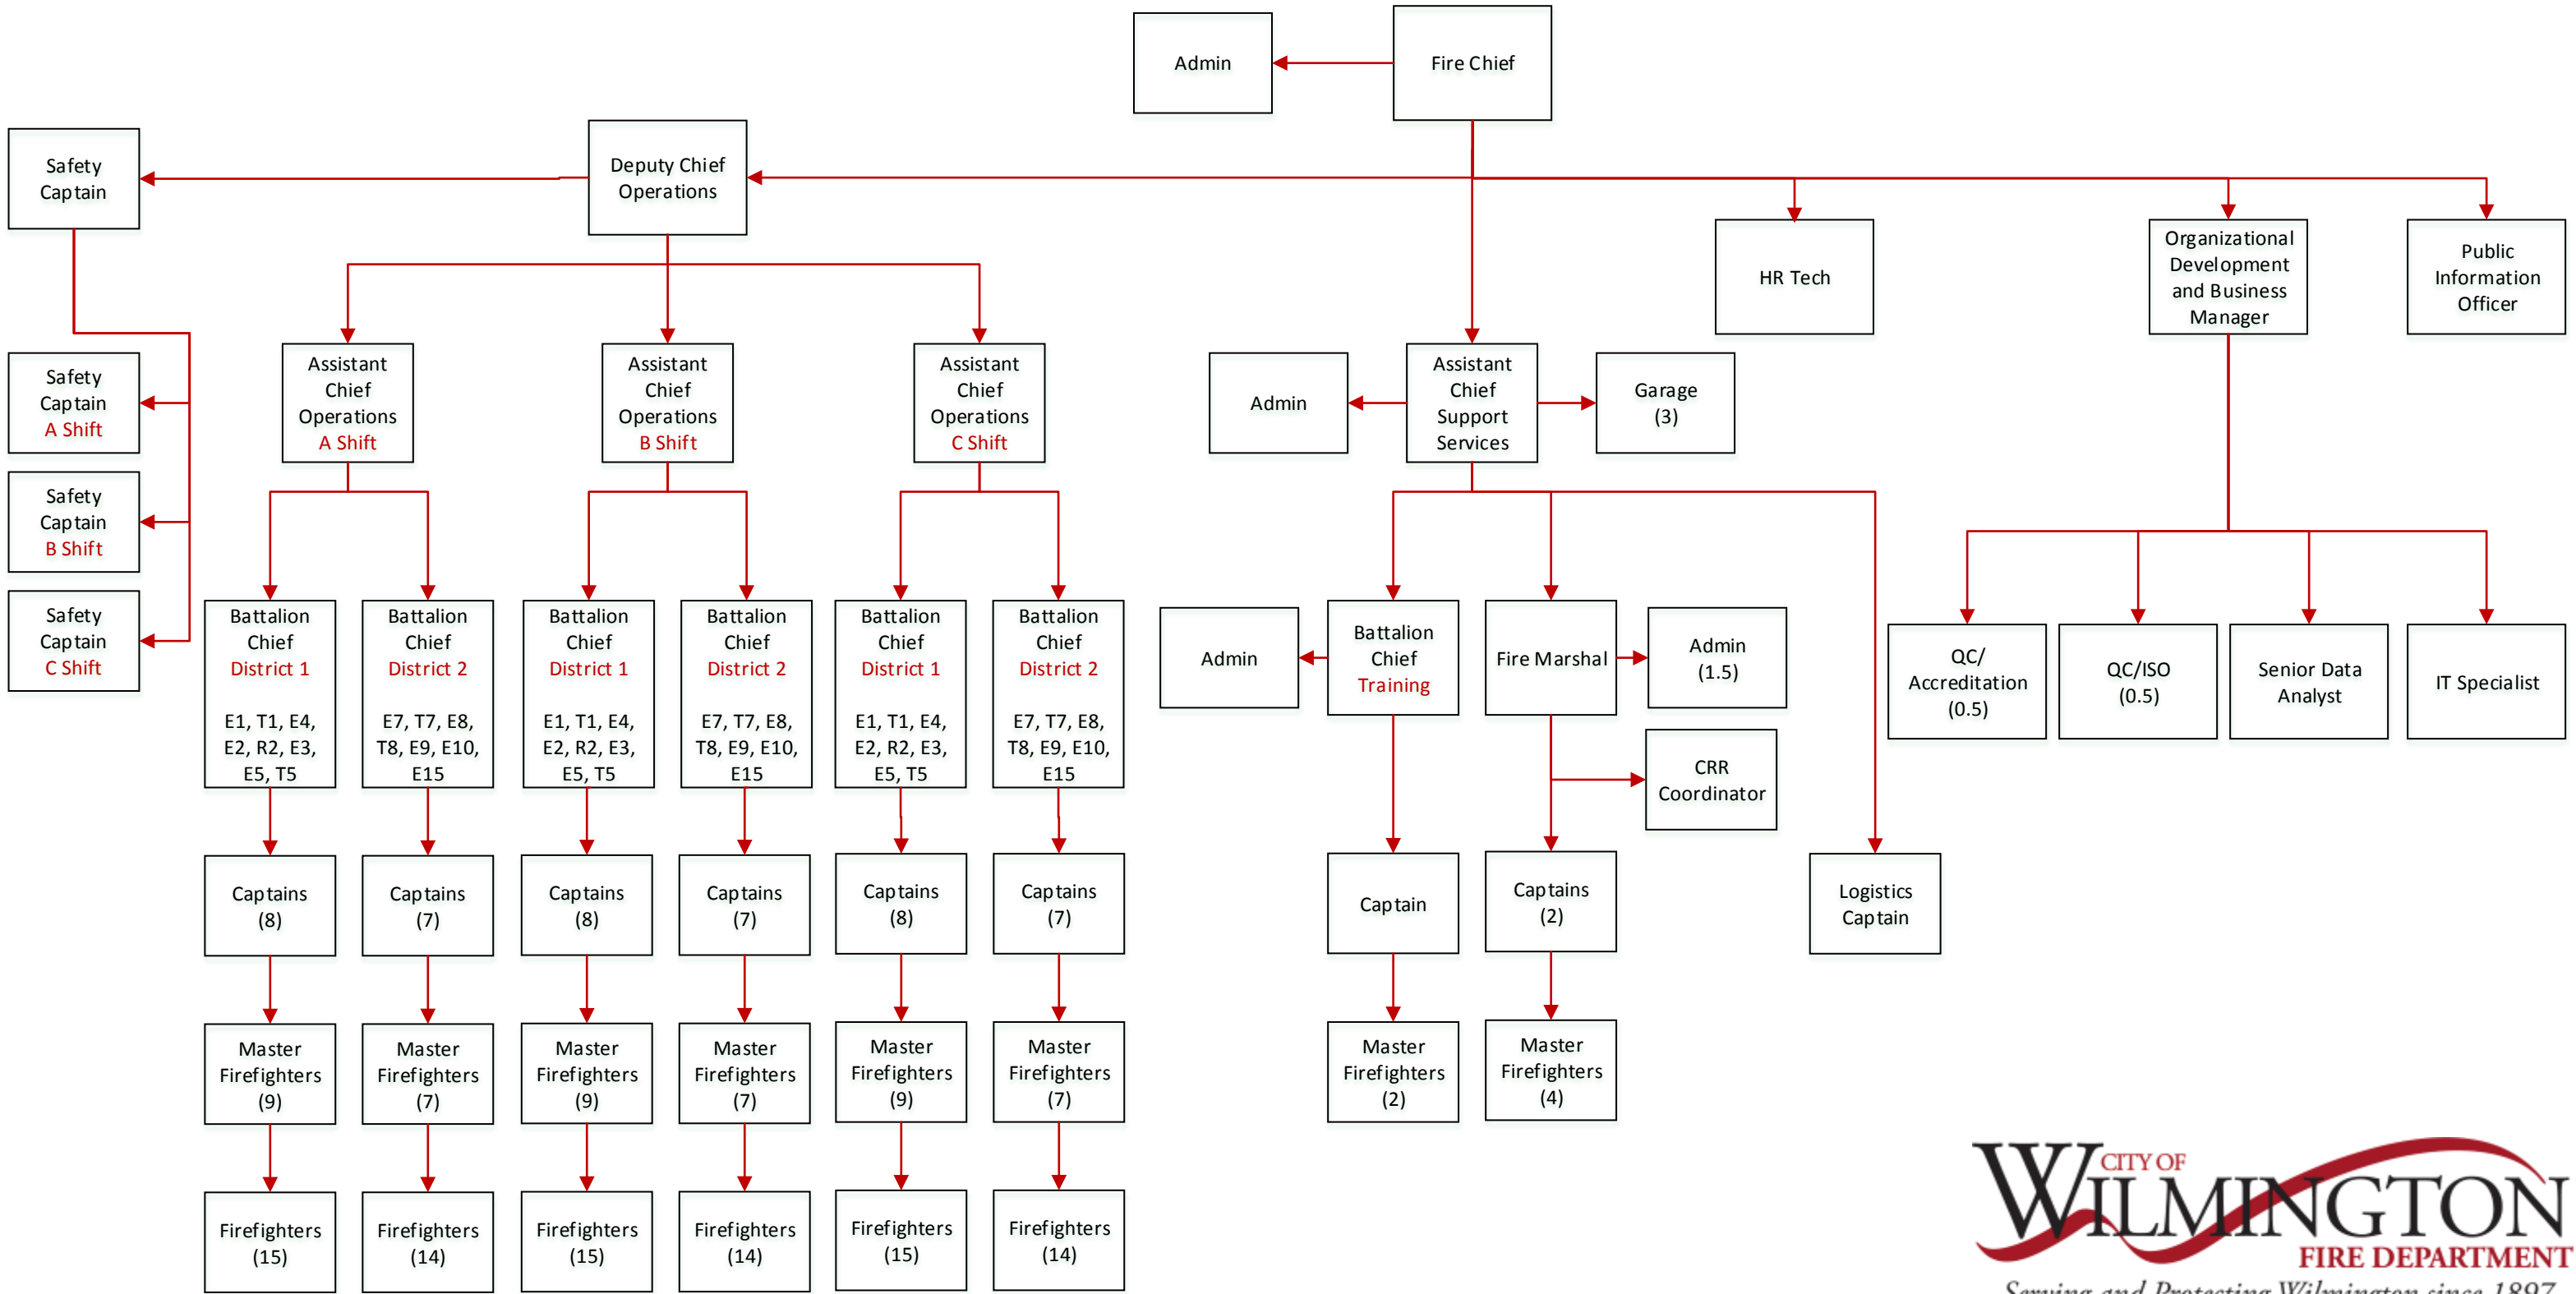 Admin
Fire Chief
Safety
Captain
Deputy Chief
Operations
HR Tech
Organizational
Development
and Business
Manager
Public
Information
Officer
Safety
Captain
A Shift
Safety
Captain
B Shift
Safety
Captain
C Shift
Assistant
Chief
Operations
A Shift
Assistant
Chief
Operations
B Shift
Assistant
Chief
Operations
C Shift
Admin
Assistant
Chief
Support
Services
Garage
(3)
Battalion
Chief
District 1
E1, T1, E4,
E2, R2, E3,
E5, T5
Battalion
Chief
District 2
E7, T7, E8,
T8, E9, E10,
E15
Battalion
Chief
District 1
E1, T1, E4,
E2, R2, E3,
E5, T5
Battalion
Chief
District 2
E7, T7, E8,
T8, E9, E10,
E15
Battalion
Chief
District 1
E1, T1, E4,
E2, R2, E3,
E5, T5
Battalion
Chief
District 2
E7, T7, E8,
T8, E9, E10,
E15
Admin
Battalion
Chief
Training
Fire Marshal
Admin
(1.5)
CRR
Coordinator
QC/
Accreditation
(0.5)
QC/ISO
(0.5)
Senior Data
Analyst
IT Specialist
Captains
(8)
Captains
(7)
Captains
(8)
Captains
(7)
Captains
(8)
Captains
(7)
Captain
Captains
(2)
Logistics
Captain
Master
Firefighters
(9)
Master
Firefighters
(7)
Master
Firefighters
(9)
Master
Firefighters
(7)
Master
Firefighters
(9)
Master
Firefighters
(7)
Master
Firefighters
(2)
Master
Firefighters
(4)
Firefighters
(15)
Firefighters
(14)
Firefighters
(15)
Firefighters
(14)
Firefighters
(15)
Firefighters
(14)
CITY OF
WILMINGTON
FIRE DEPARTMENT
Serving and Protecting Wilmington since 1897